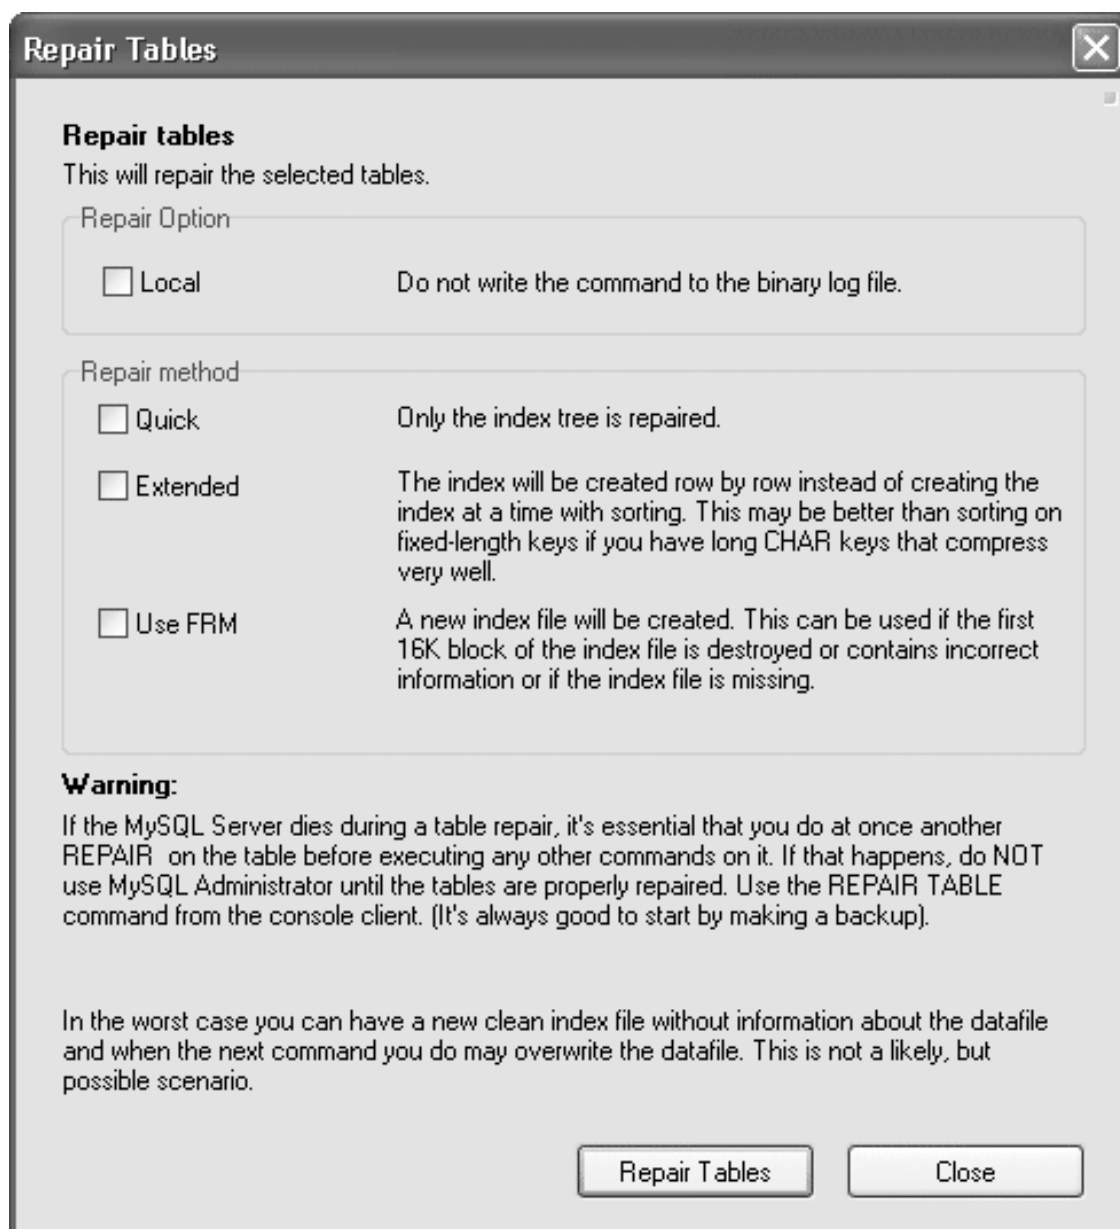 Repair Tables
Repair tables
This will repair the selected tables.
Repair Option
Local
Do not write the command to the binary log file.
Repair method
Quick
Only the index tree is repaired.
Extended
The index will be created row by row instead of creating the
index at a time with sorting. This may be better than sorting on
fixed-length keys if you have long CHAR keys that compress
very well.
Use FRM
A new index file will be created. This can be used if the first
16K block of the index file is destroyed or contains incorrect
information or if the index file is missing.
Warning:
If the MySQL Server dies during a table repair, it's essential that you do at once another
REPAIR  on the table before executing any other commands on it. If that happens, do NOT
use MySQL Administrator until the tables are properly repaired. Use the REPAIR TABLE
command from the console client. (It's always good to start by making a backup).
In the worst case you can have a new clean index file without information about the datafile
and when the next command you do may overwrite the datafile. This is not a likely, but
possible scenario.
Repair Tables
Close